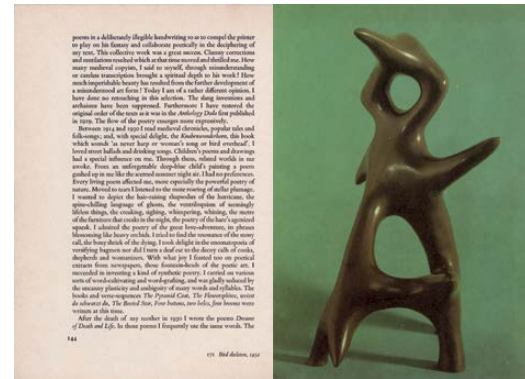 poems in a deliberately illegible handwriting so as to compel the printer
to play on his fantasy and collaborate poetically in the deciphering of
my text. This collective work was a great success. Clumsy corrections
and mutilations resulted which at that time moved and thrilled me. How
many medieval copyists, I said to myself, through misunderstanding
or careless transcription brought a spiritual depth to his work! How
much imperishable beauty has resulted from the further development of
a misunderstood art form! Today I am of a rather different opinion. I
have done no retouching in this selection. The slang inventions and
archaisms have been suppressed. Furthermore I have restored the
original order of the texts as it was in the Anthology Dada first published
in 1919. The flow of the poetry emerges more expressively.
Between 1914 and 1930 I read medieval chronicles, popular tales and
folk-songs; and, with special delight, the Knabenwunderhorn, this book
which sounds 'as never harp or woman's song or bird overhead'. I
loved street ballads and drinking songs. Children's poems and drawings
had a special influence on me. Through them, related worlds in me
awoke. From an unforgettable deep-blue child's painting a poem
gushed up in me like the scented summer night air. I had no preferences.
Every living poem affected me, more especially the powerful poetry of
nature. Moved to tears I listened to the roaring of stellar plumage.
I wanted to depict the hair-raising rhapsodies of the hurricane, the
spine-chilling language of ghosts, the ventriloquism of seemingly
lifeless things, the creaking, sighing, whispering, whining, the metre
of the furniture that creaks in the night, the poetry of the hare's agonized
squeak. I admired the poetry of the great love-adventure, its phrases
blossoming like heavy orchids. I tried to find the resonance of the stony
call, the bony shriek of the dying. I took delight in the onomatopoeia of
versifying bagmen nor did I turn a deaf ear to the decoy calls of cooks,
shepherds and womanizers. With what joy I feasted too on poetical
extracts from newspapers, those fountain-heads of the poetic art. I
succeeded in inventing a kind of synthetic poetry. I carried on various
sorts of word-cultivating and word-grafting, and was gladly seduced by
the uncanny plasticity and ambiguity of many words and syllables. The
books and verse-sequences The Pyramid Coat, The
do schwarzt da, The Boxed Star, Four buttons, two holes, four brooms were
written at this time.
After the death of my mother in 1930 I wrote the poems Dreams
of Death and Life. In those poems I frequently use the same words. The
144
171 Bird skeleton, 1952